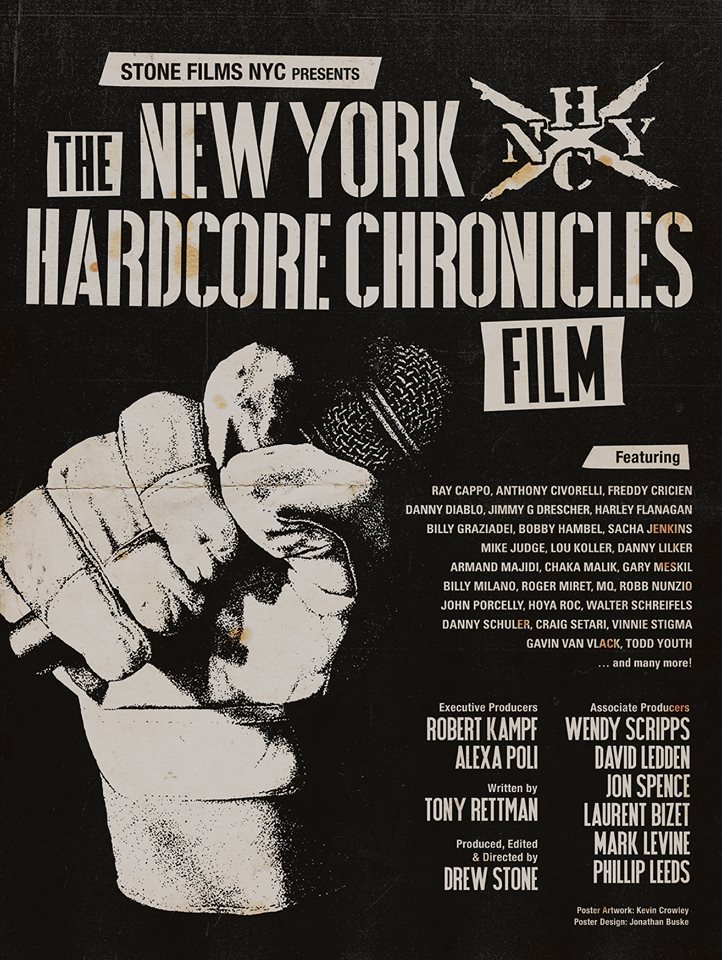 STONE FILMS NYC PRESENTS
THE NEW YORK
N H Y C
HARDCORE CHRONICLES
FILM
Featuring
RAY CAPPO, ANTHONY CIVORELLI, FREDDY CRICIEN
DANNY DIABLO, JIMMY G DRESCHER, HARLEY FLANAGAN
BILLY GRAZIADEI, BOBBY HAMBEL, SACHA JENKINS
MIKE JUDGE, LOU KOLLER, DANNY LILKER
ARMAND MAJIDI, CHAKA MALIK, GARY MESKIL
BILLY MILANO, ROGER MIRET, MQ, ROBB NUNZIO
JOHN PORCELLY, HOYA ROC, WALTER SCHREIFELS
DANNY SCHULER, CRAIG SETARI, VINNIE STIGMA
GAVIN VAN VLACK, TODD YOUTH
... and many more!
Executive Producers
ROBERT KAMPF
ALEXA POLI
Written by
TONY RETTMAN
Produced, Edited
& Directed by
DREW STONE
Associate Producers
WENDY SCRIPPS
DAVID LEDDEN
JON SPENCE
LAURENT BIZET
MARK LEVINE
PHILLIP LEEDS
Poster Artwork: Kevin Crowley
Poster Design: Jonathan Buske